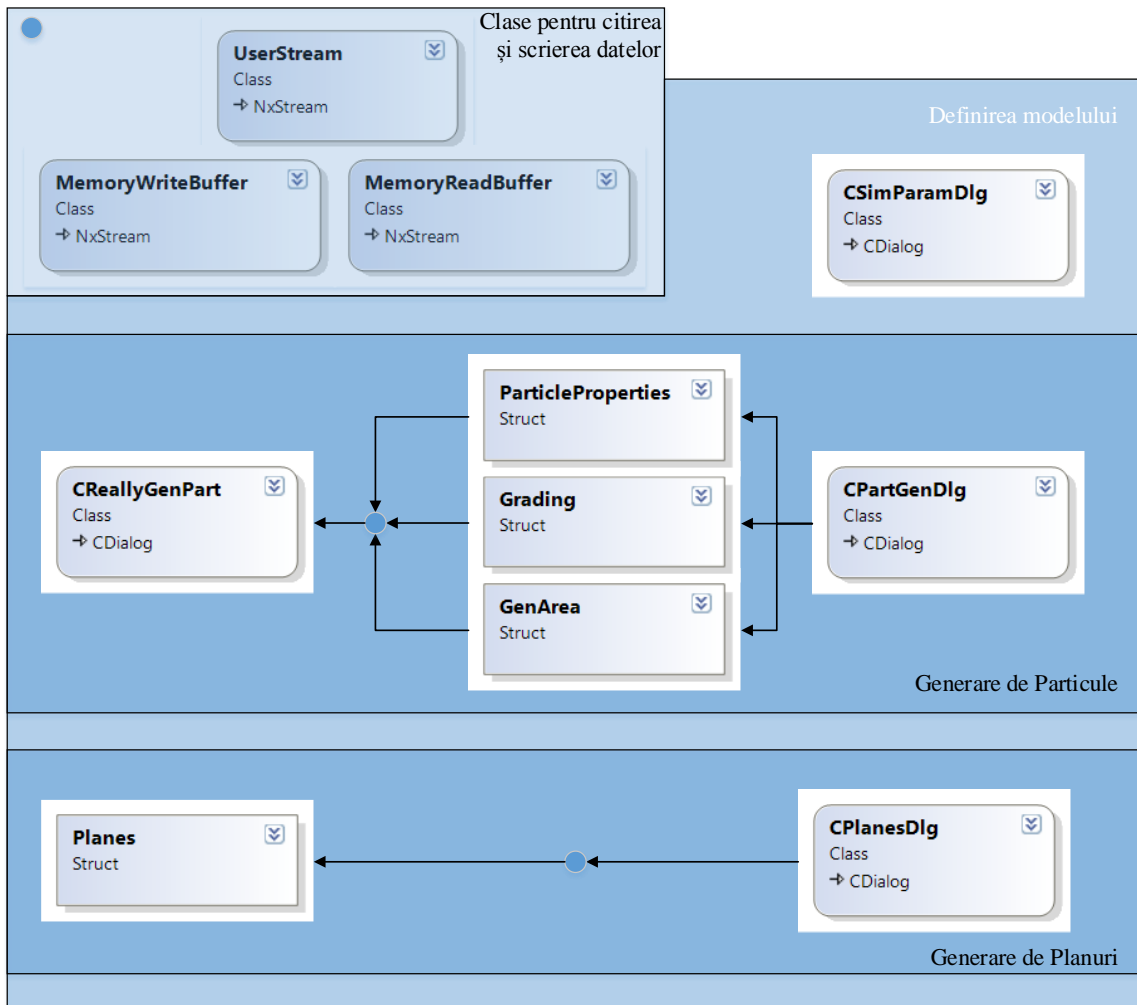 Clase pentru citirea
și scrierea datelor
UserStream
Class
NxStream
MemoryWriteBuffer
Class
NxStream
MemoryReadBuffer
Class
NxStream
Definirea modelului
CSimParamDlg
Class
CDialog
ParticleProperties
Struct
CReallyGenPart
Class
CDialog
Grading
Struct
CPartGenDlg
Class
CDialog
GenArea
Struct
Generare de Particule
Planes
Struct
CPlanesDlg
Class
CDialog
Generare de Planuri